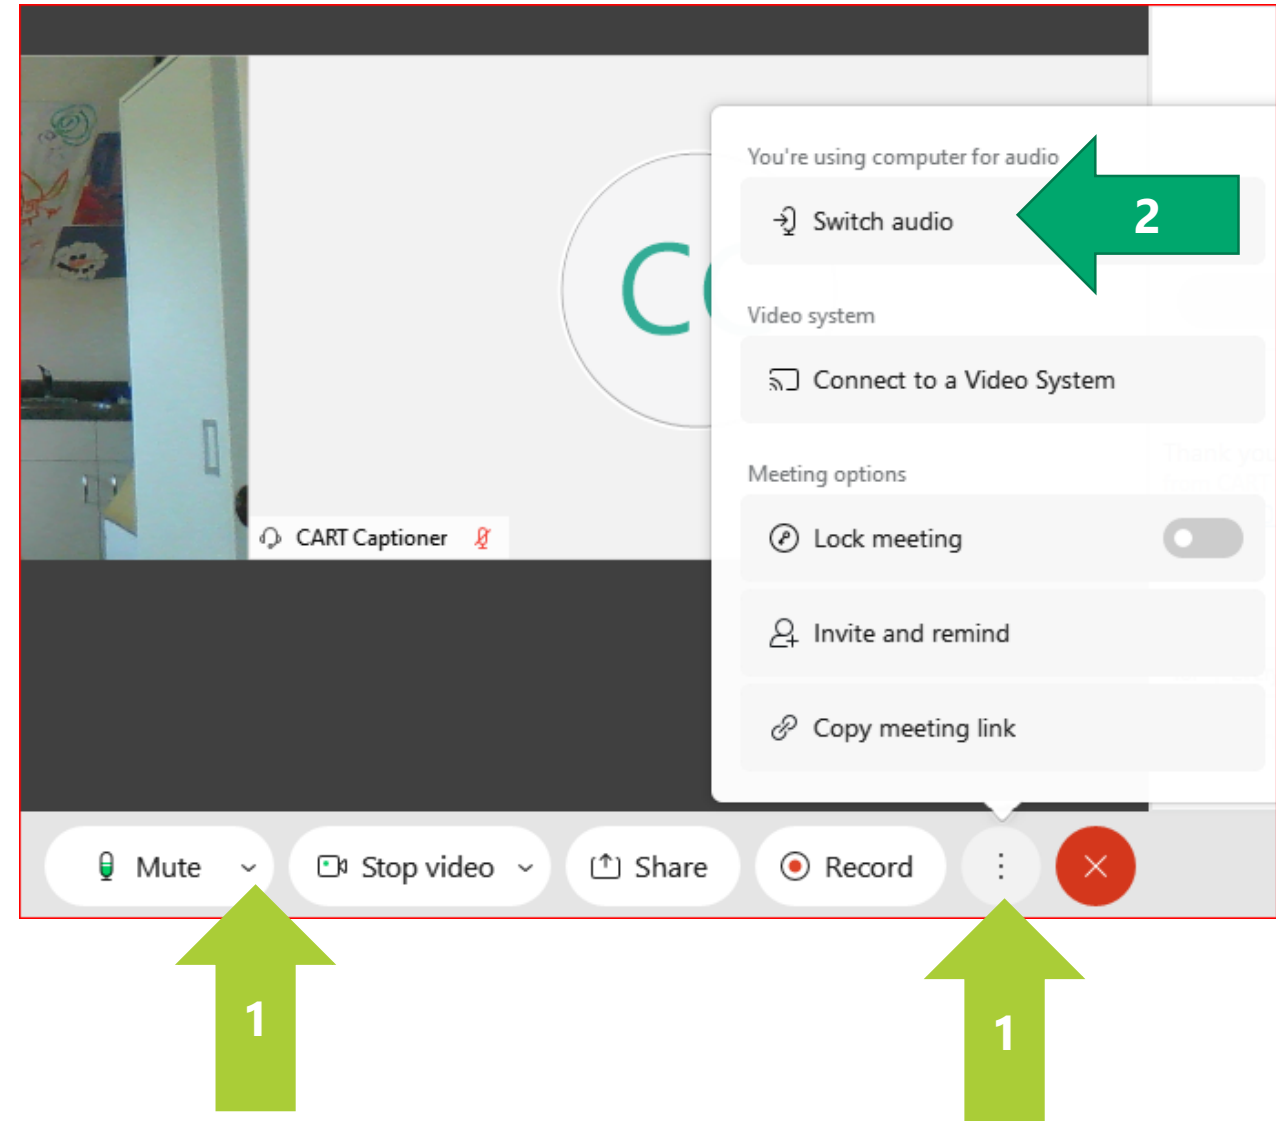 You're using computer for audio
Switch audio
2
Video system
Connect to a Video System
Meeting options
Lock meeting
Invite and remind
Copy meeting link
CART Captioner
Mute
Stop video
Share
Record
1
1